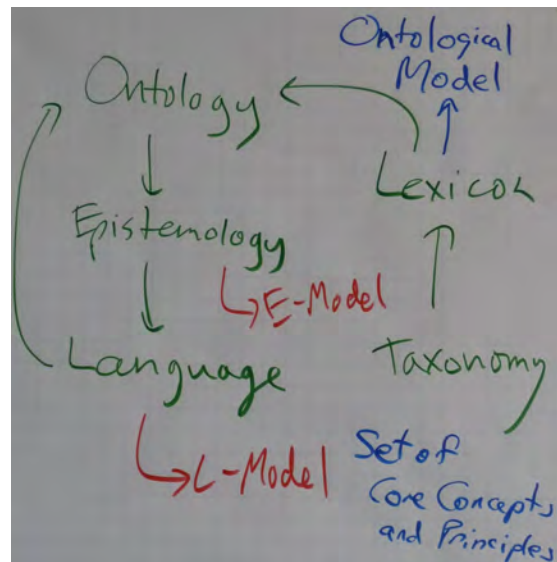 Ontological
Model
Ontology
Lexicon
Epistemology
E-Model
Language
Taxonomy
L-Model
Set of
Core Concepts
and Principles